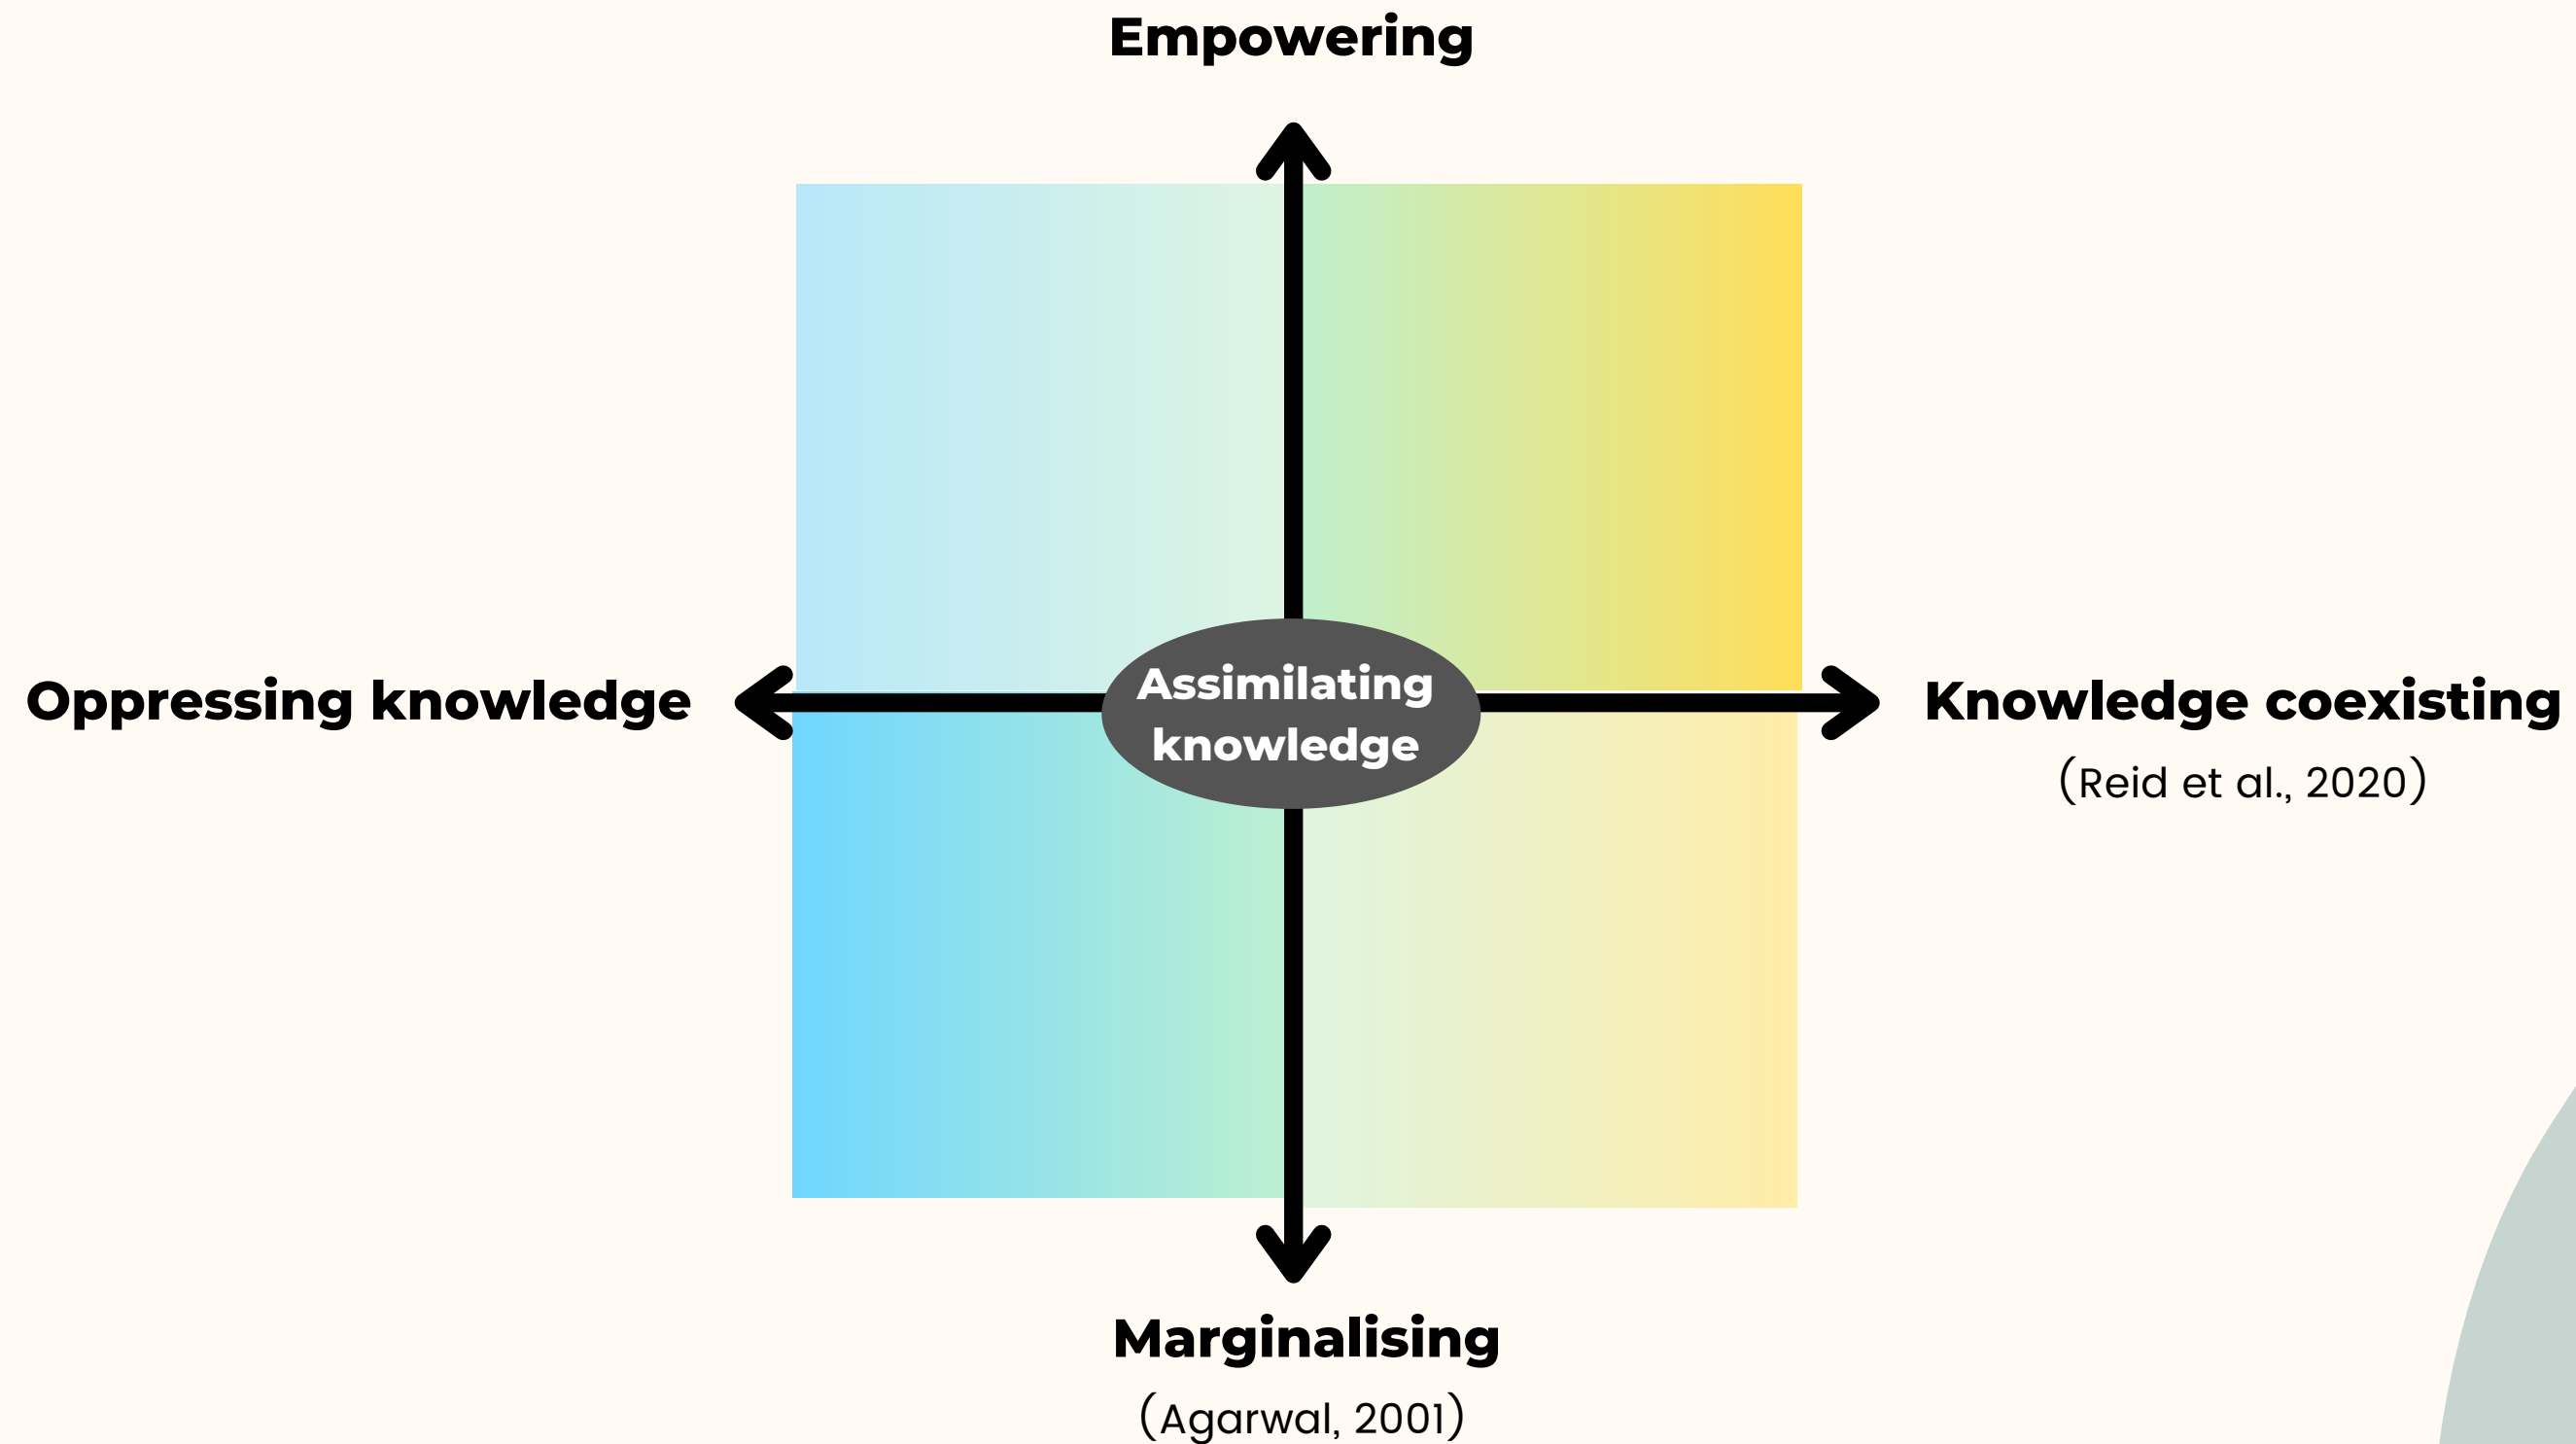 Empowering
Oppressing knowledge
Assimilating
knowledge
Knowledge coexisting
(Reid et al., 2020)
Marginalising
(Agarwal, 2001)